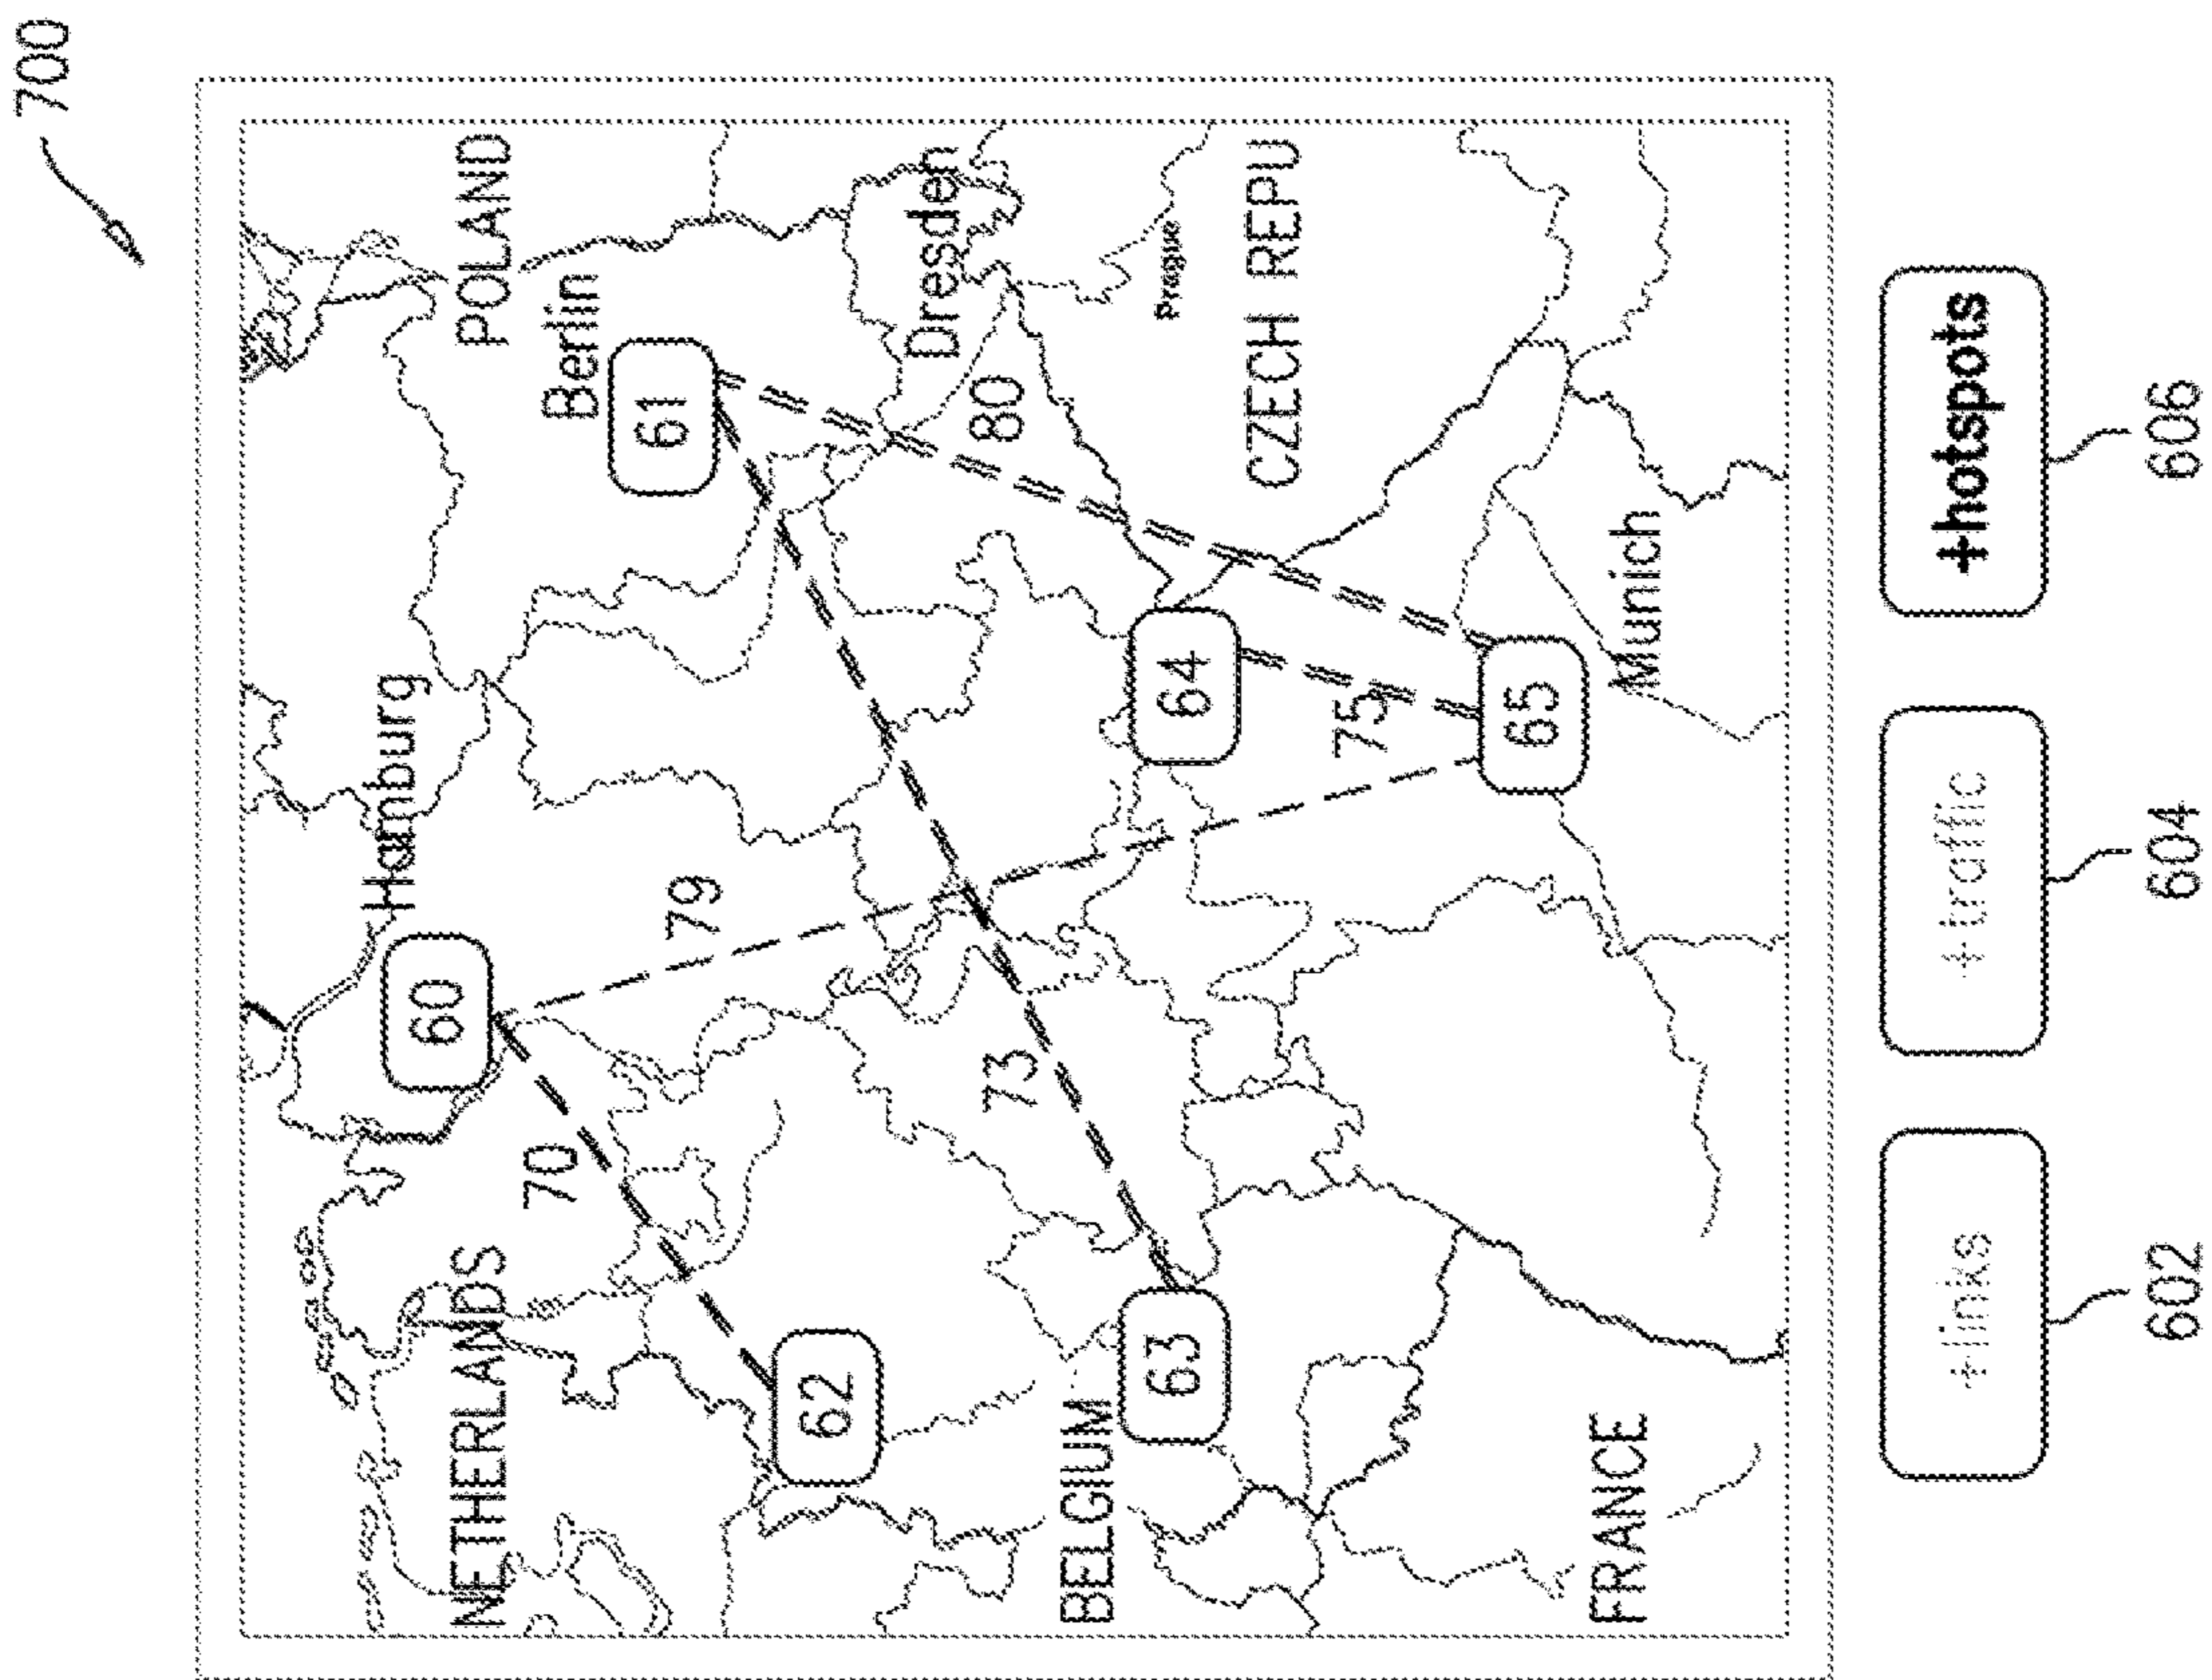 700
Hamburg
POLAND
60
NETHERLANDS
Berlin
70
61
79
62
Dresden
80
73
BELGIUM
Prague
63
64
CZECH REPU
75
65
FRANCE
Munich
+links
+traffic
+hotspots
602
604
606